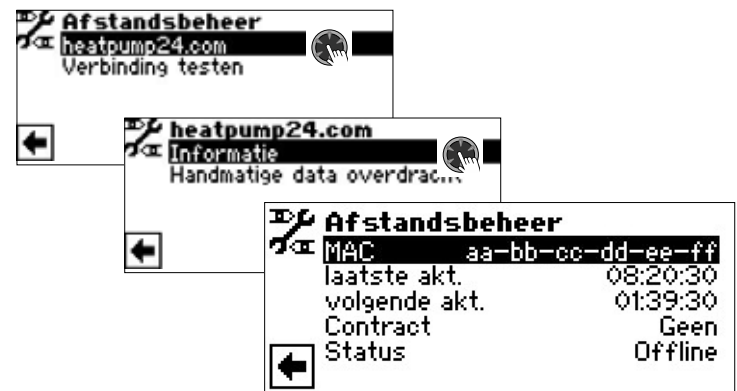 Afstandsbeheer
heatpump24.com
Verbinding testen
heatpump24.com
Informatie
Handmatige data overdracht
Afstandsbeheer
MAC aa-bb-cc-dd-ee-ff
laatste akt. 08:20:30
volgende akt. 01:39:30
Contract Geen
Status Offline